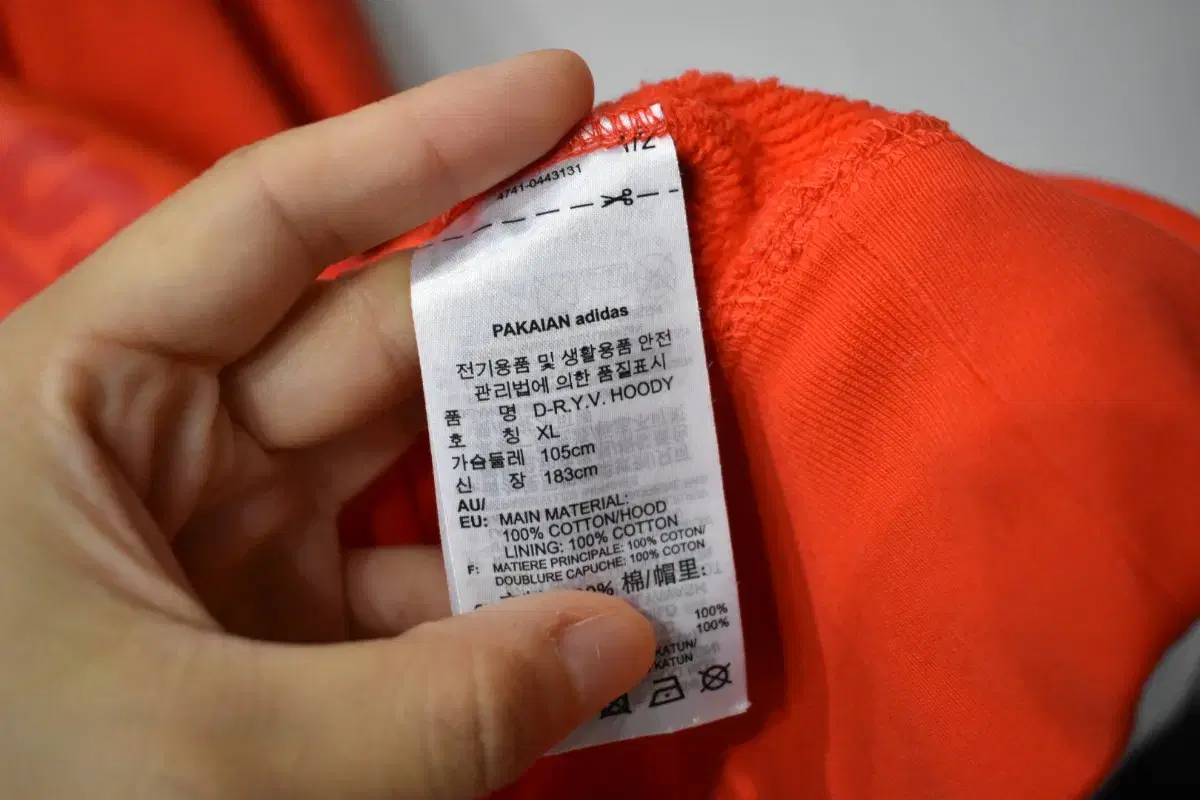 1/2
4741-0443131
PAKAIAN adidas
전기용품 및 생활용품 안전
관리법에 의한 품질표시
품 명 D-R.Y.V. HOODY
호 칭 XL
가슴둘레 105cm
신 장 183cm
AU/
EU: MAIN MATERIAL:
100% COTTON/HOOD
LINING: 100% COTTON
F: MATIERE PRINCIPALE: 100% COTON/
DOUBLURE CAPUCHE: 100% COTON
棉/帽里:
100%
100%
KATUN/
KATUN